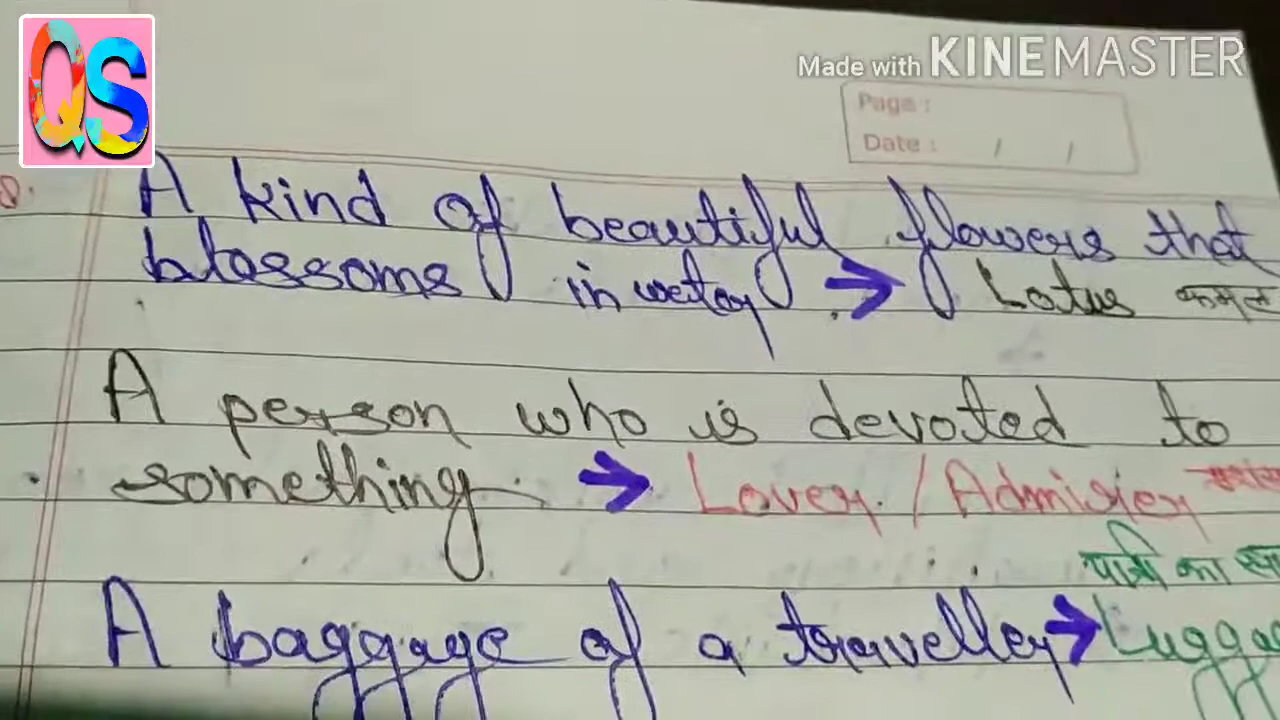 QS
Made with KINEMASTER
Page :
Date : / /
A kind of beautiful flowers that
blossoms in water → Lotus कमल
A person who is devoted to
something → Lover / Admirer
यात्री का
A baggage of a traveller →